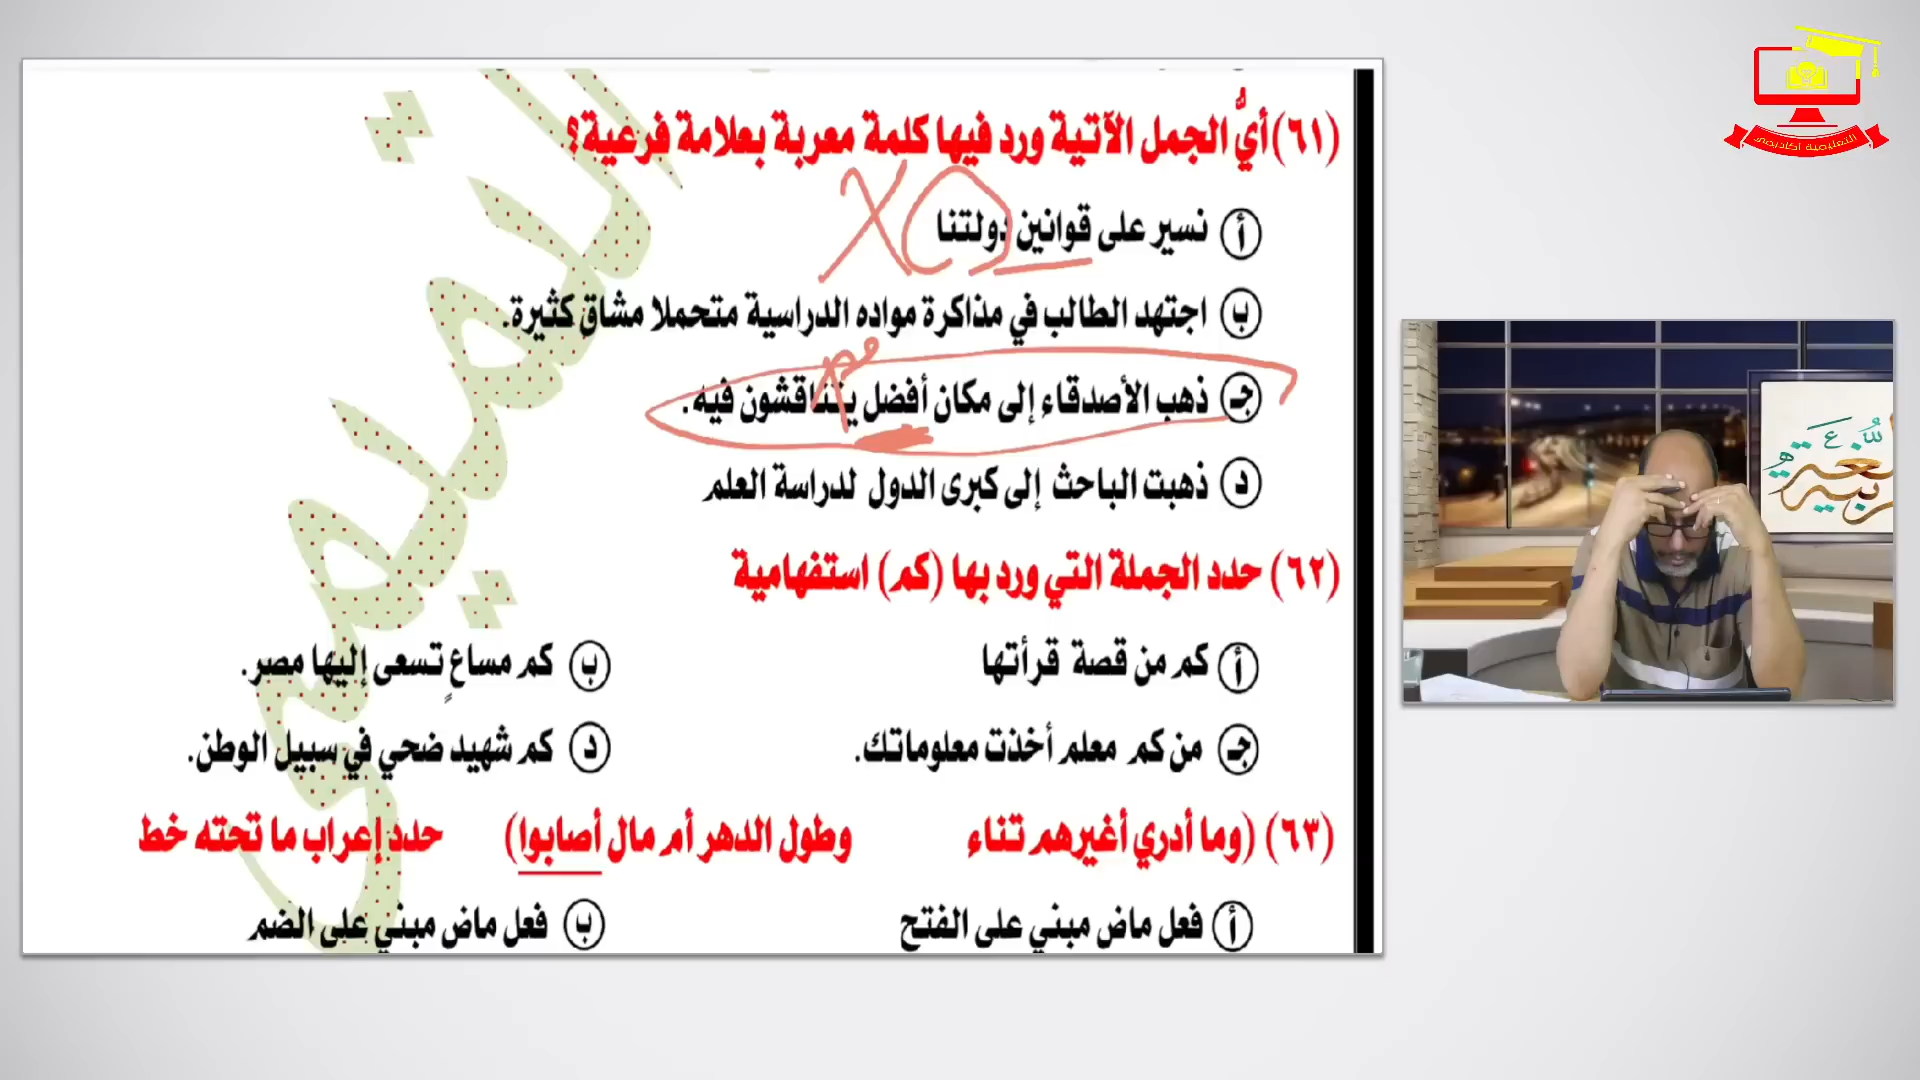 (٦١) أيُّ الجمل الآتية ورد فيها كلمة معربة بعلامة فرعية؟
أ نسير على قوانين دولتنا
ب اجتهد الطالب في مذاكرة مواده الدراسية متحملا مشاق كثيرة.
جـ ذهب الأصدقاء إلى مكان أفضل يتناقشون فيه.
د ذهبت الباحث إلى كبرى الدول لدراسة العلم
(٦٢) حدد الجملة التي ورد بها (كم) استفهامية
أ كم من قصة قرأتها
ب كم مساعٍ تسعى إليها مصر.
جـ من كم معلم أخذت معلوماتك.
د كم شهيد ضحي في سبيل الوطن.
(٦٣) (وما أدري أغيرهم تناء وطول الدهر أم مال أصابوا) حدد إعراب ما تحته خط
أ فعل ماض مبني على الفتح
ب فعل ماض مبني على الضم
التعليمية أكاديمي